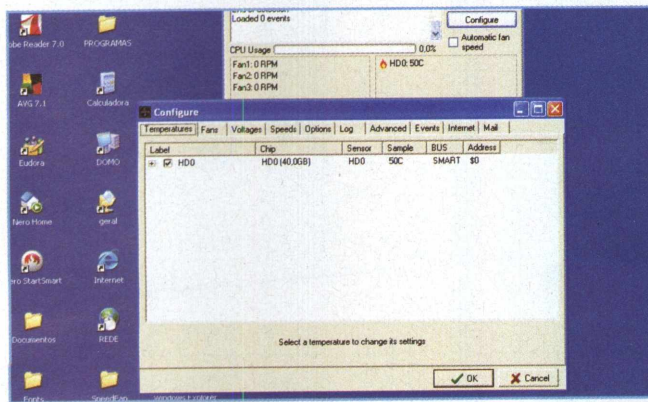 Loaded 0 events
Configure
Automatic fan
speed
CPU Usage
0.0%
Fan1: 0 RPM
Fan2: 0 RPM
Fan3: 0 RPM
HD0: 50C
obe Reader 7.0
PROGRAMAS
AVG 7.1
Calculadora
Eudora
DOMO
Nero Home
geral
ro StartSmart
Internet
Documentos
REDE
Fonts
SpeedFan
Windows Explorer
Configure
Temperatures Fans Voltages Speeds Options Log Advanced Events Internet Mail
Label Chip Sensor Sample BUS Address
HD0 HD0 (40,0GB) HD0 50C SMART $0
Select a temperature to change its settings
OK
Cancel